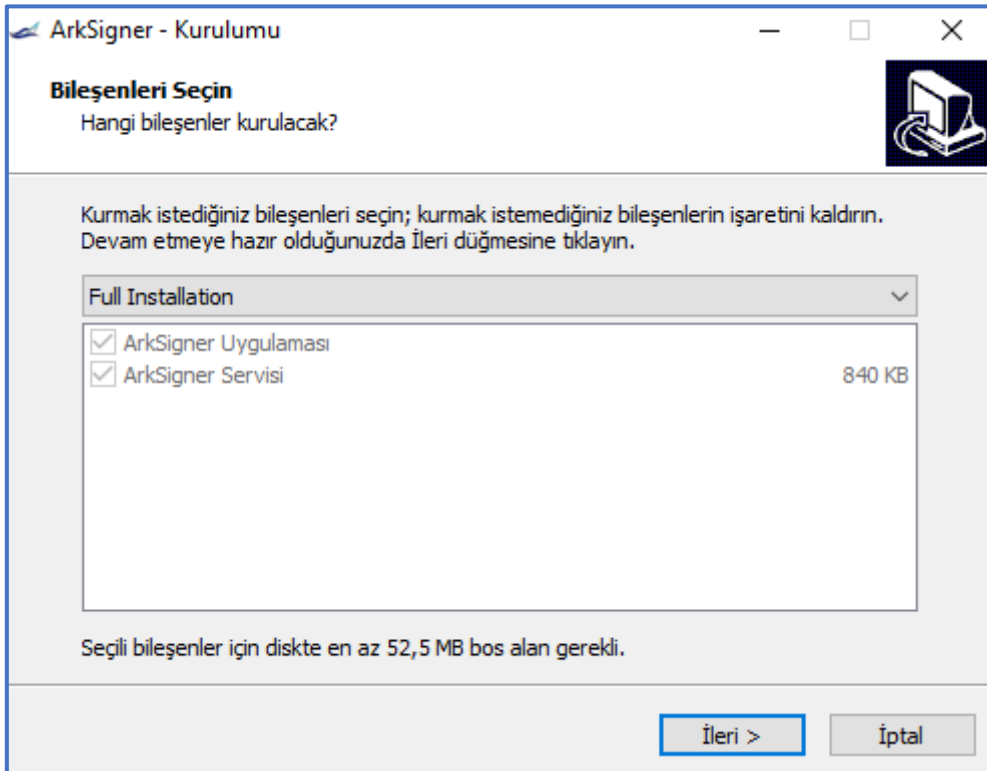 ArkSigner - Kurulumu
Bileşenleri Seçin
Hangi bileşenler kurulacak?
Kurmak istediğiniz bileşenleri seçin; kurmak istemediğiniz bileşenlerin işaretini kaldırın.
Devam etmeye hazır olduğunuzda İleri düğmesine tıklayın.
Full Installation
ArkSigner Uygulaması
ArkSigner Servisi 840 KB
Seçili bileşenler için diskte en az 52,5 MB bos alan gerekli.
İleri > İptal